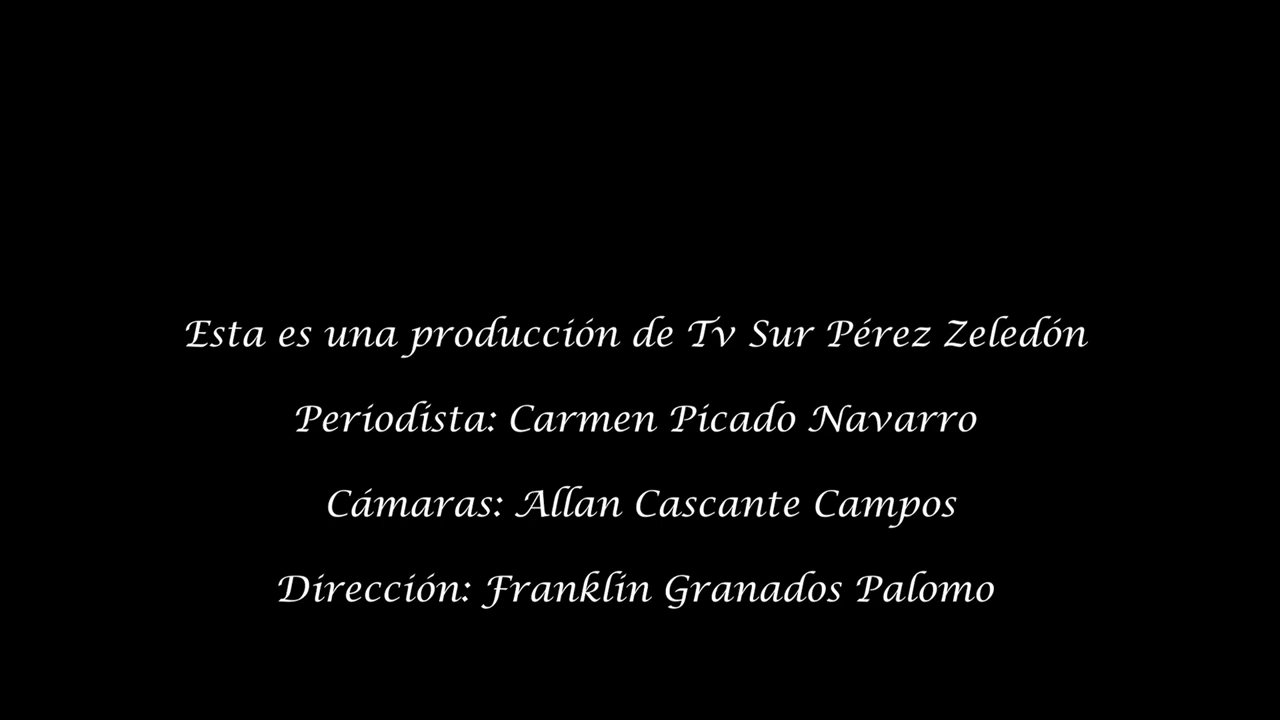 Esta es una producción de Tv Sur Pérez Zeledón
Periodista: Carmen Picado Navarro
Cámaras: Allan Cascante Campos
Dirección: Franklin Granados Palomo